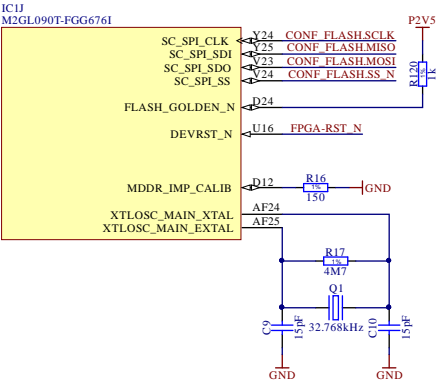 IC1J
M2GL090T-FGG676I
P2V5
SC_SPI_CLK Y24 CONF_FLASH.SCLK
SC_SPI_SDI Y25 CONF_FLASH.MISO
SC_SPI_SDO V23 CONF_FLASH.MOSI
SC_SPI_SS V24 CONF_FLASH.SS_N
R120 1% 1k
FLASH_GOLDEN_N D24
DEVRST_N U16 FPGA-RST_N
MDDR_IMP_CALIB D12 R16 1% GND
150
XTLOSC_MAIN_XTAL AF24
XTLOSC_MAIN_EXTAL AF25
R17
1%
4M7
Q1
32.768kHz
C9 15pF
C10 15pF
GND GND